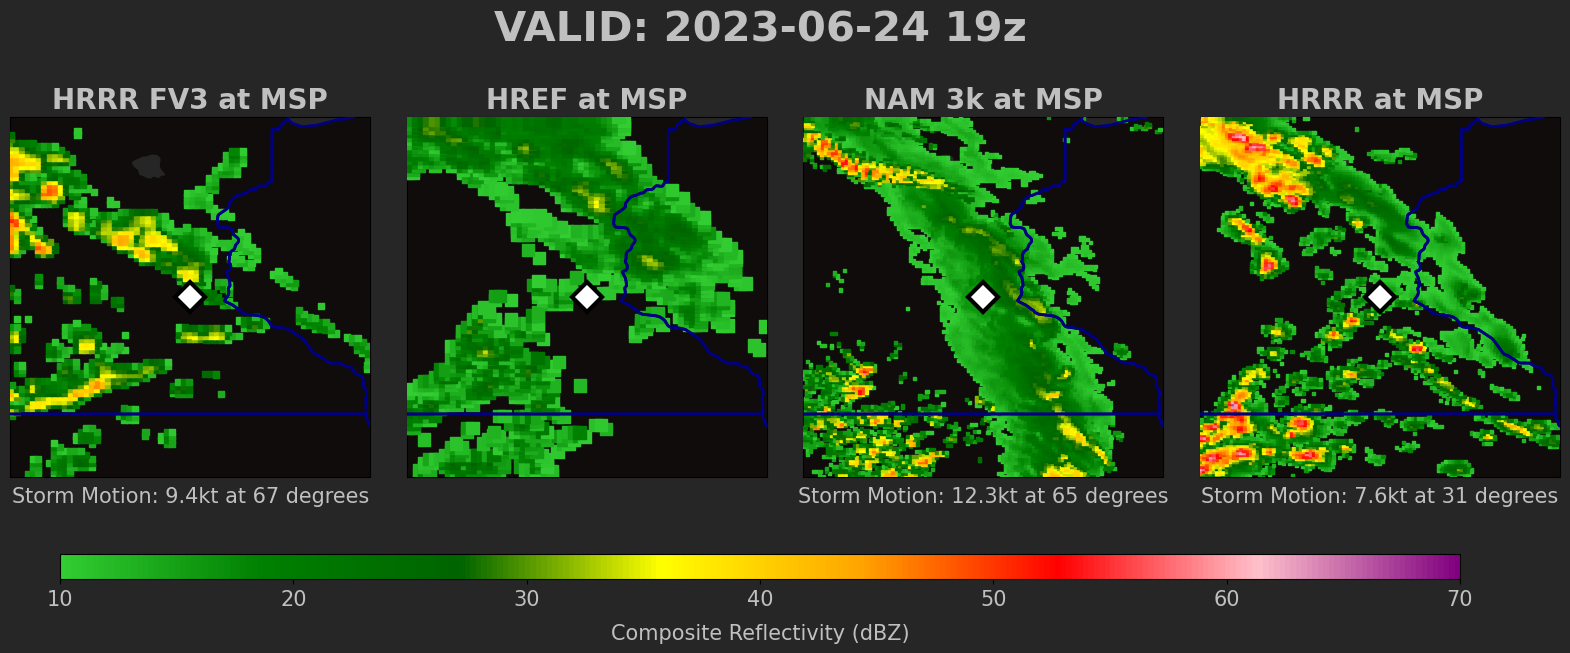 VALID: 2023-06-24 19z
HRRR FV3 at MSP
HREF at MSP
NAM 3k at MSP
HRRR at MSP
Storm Motion: 9.4kt at 67 degrees
Storm Motion: 12.3kt at 65 degrees
Storm Motion: 7.6kt at 31 degrees
10 20 30 40 50 60 70
Composite Reflectivity (dBZ)